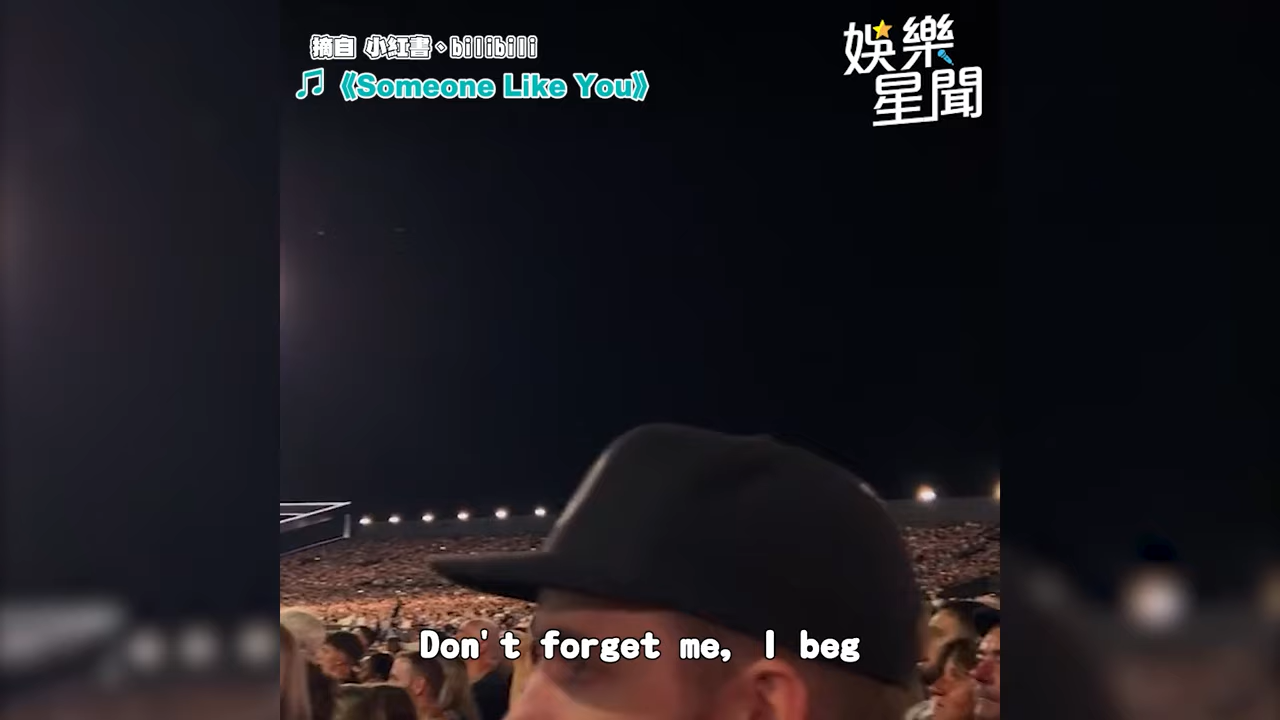 摘自 小红書、bilibili
♫《Someone Like You》
娛樂
星聞
Don't forget me, I beg